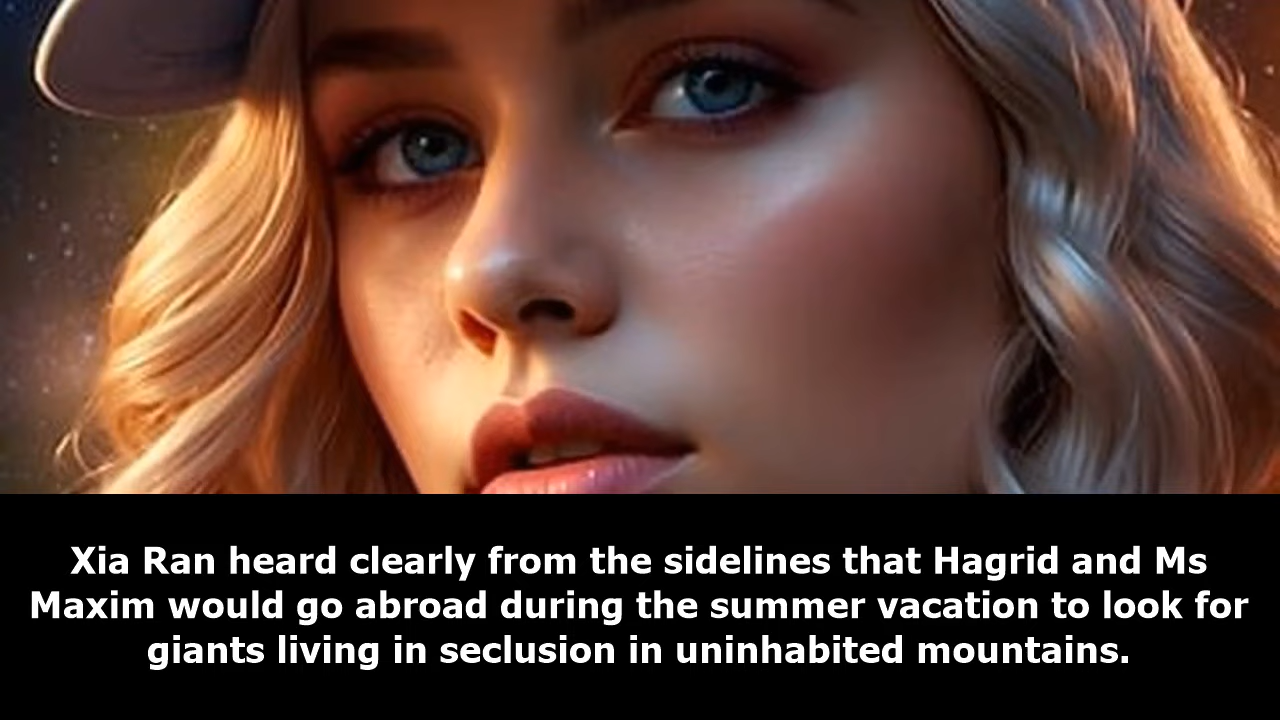 Xia Ran heard clearly from the sidelines that Hagrid and Ms
Maxim would go abroad during the summer vacation to look for
giants living in seclusion in uninhabited mountains.